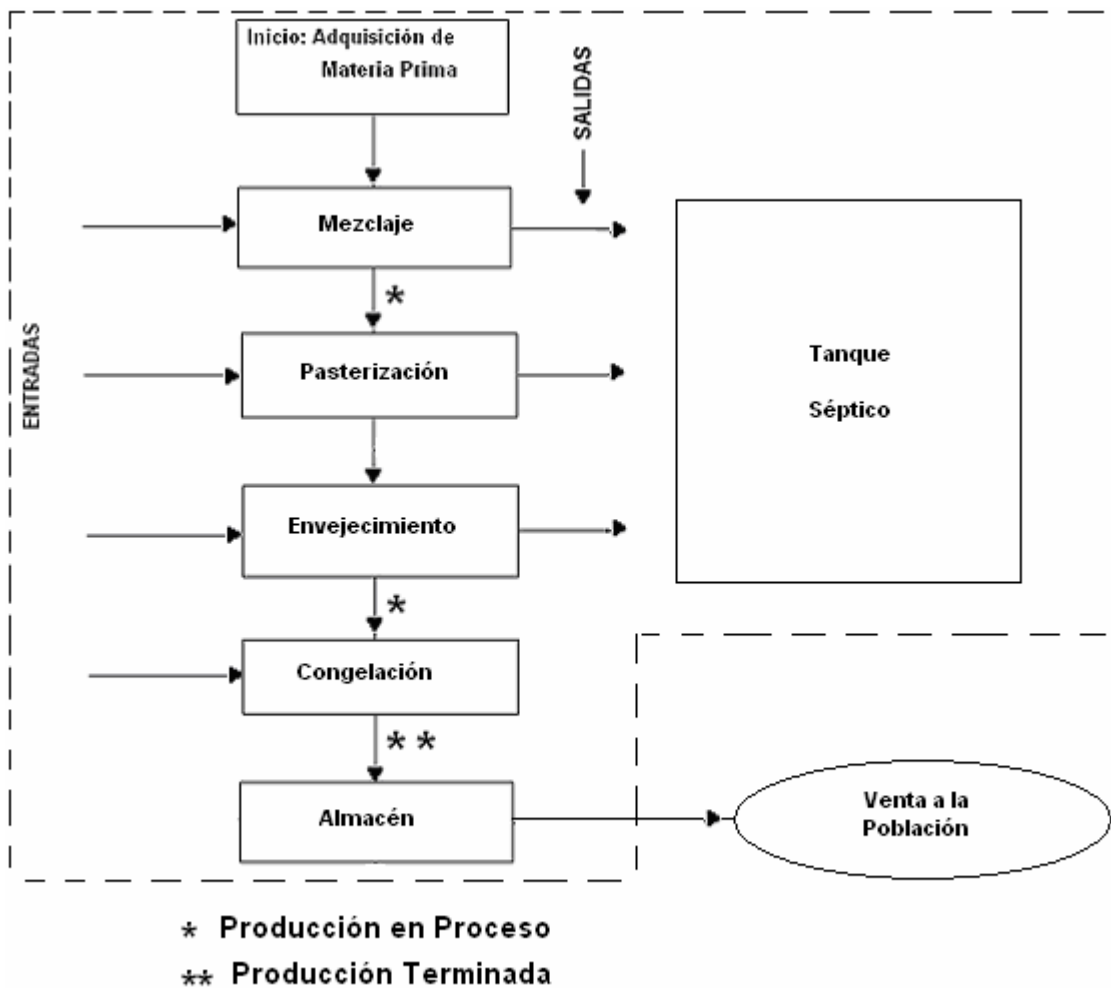 Inicio: Adquisición de
Materia Prima
SALIDAS
Mezclaje
*
ENTRADAS
Pasterización
Tanque
Séptico
Envejecimiento
*
Congelación
* *
Almacén
Venta a la
Población
* Producción en Proceso
** Producción Terminada